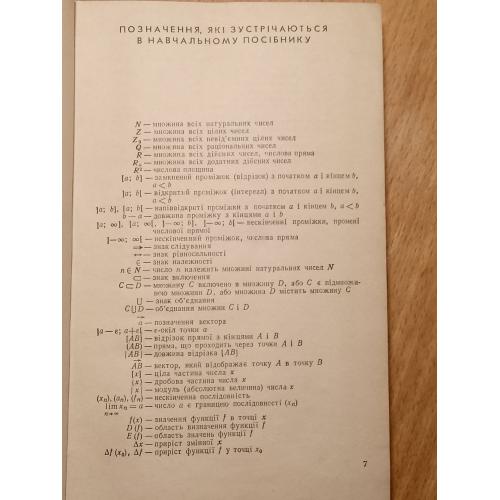 ПОЗНАЧЕННЯ, ЯКІ ЗУСТРІЧАЮТЬСЯ
В НАВЧАЛЬНОМУ ПОСІБНИКУ
N — множина всіх натуральних чисел
Z — множина всіх цілих чисел
Z₀ — множина всіх невід'ємних цілих чисел
Q — множина всіх раціональних чисел
R — множина всіх дійсних чисел, числова пряма
R₊ — множина всіх додатних дійсних чисел
R² — числова площина
[a; b] — замкнений проміжок (відрізок) з початком a і кінцем b,
a < b
]a; b[ — відкритый проміжок (інтервал) з початком a і кінцем b,
a < b
]a; b], [a; b[ — напіввідкриті проміжки з початком a і кінцем b, a < b
b — a — довжина проміжку з кінцями a і b
]a; ∞[, [a; ∞[, ]—∞; b[, ]—∞; b] — нескінченні проміжки, промені
числової прямої
]—∞; ∞[ — нескінченний проміжок, числова пряма
⇒ — знак слідування
⇔ — знак рівносильності
∈ — знак належності
n ∈ N — число n належить множині натуральних чисел N
⊂ — знак включення
C ⊂ D — множину C включено в множину D, або C є підмножи-
ною множини D, або множина D містить множину C
∪ — знак об'єднання
C ∪ D — об'єднання множин C і D
a⃗ — позначення вектора
]a — ε; a + ε[ — ε-окіл точки a
[AB] — відрізок прямої з кінцями A і B
(AB) — пряма, що проходить через точки A і B
|AB| — довжина відрізка [AB]
AB⃗ — вектор, який відображає точку A в точку B
[x] — ціла частина числа x
{x} — дробова частина числа x
|x| — модуль (абсолютна величина) числа x
(xₙ), (aₙ), (fₙ) — нескінченна послідовність
lim xₙ = a — число a є границею послідовності (xₙ)
n→∞
f(x) — значення функції f в точці x
D(f) — область визначення функції f
E(f) — область значень функції f
Δx — приріст змінної x
Δf(x₀), Δf — приріст функції f у точці x₀
7